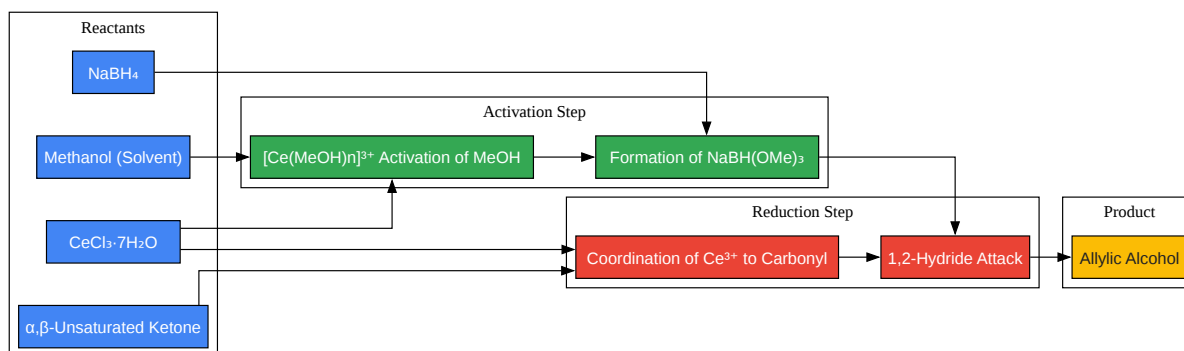 Reactants
NaBH₄
Activation Step
Methanol (Solvent)
[Ce(MeOH)n]³⁺ Activation of MeOH
Formation of NaBH(OMe)₃
CeCl₃·7H₂O
Reduction Step
Product
Coordination of Ce³⁺ to Carbonyl
1,2-Hydride Attack
Allylic Alcohol
α,β-Unsaturated Ketone